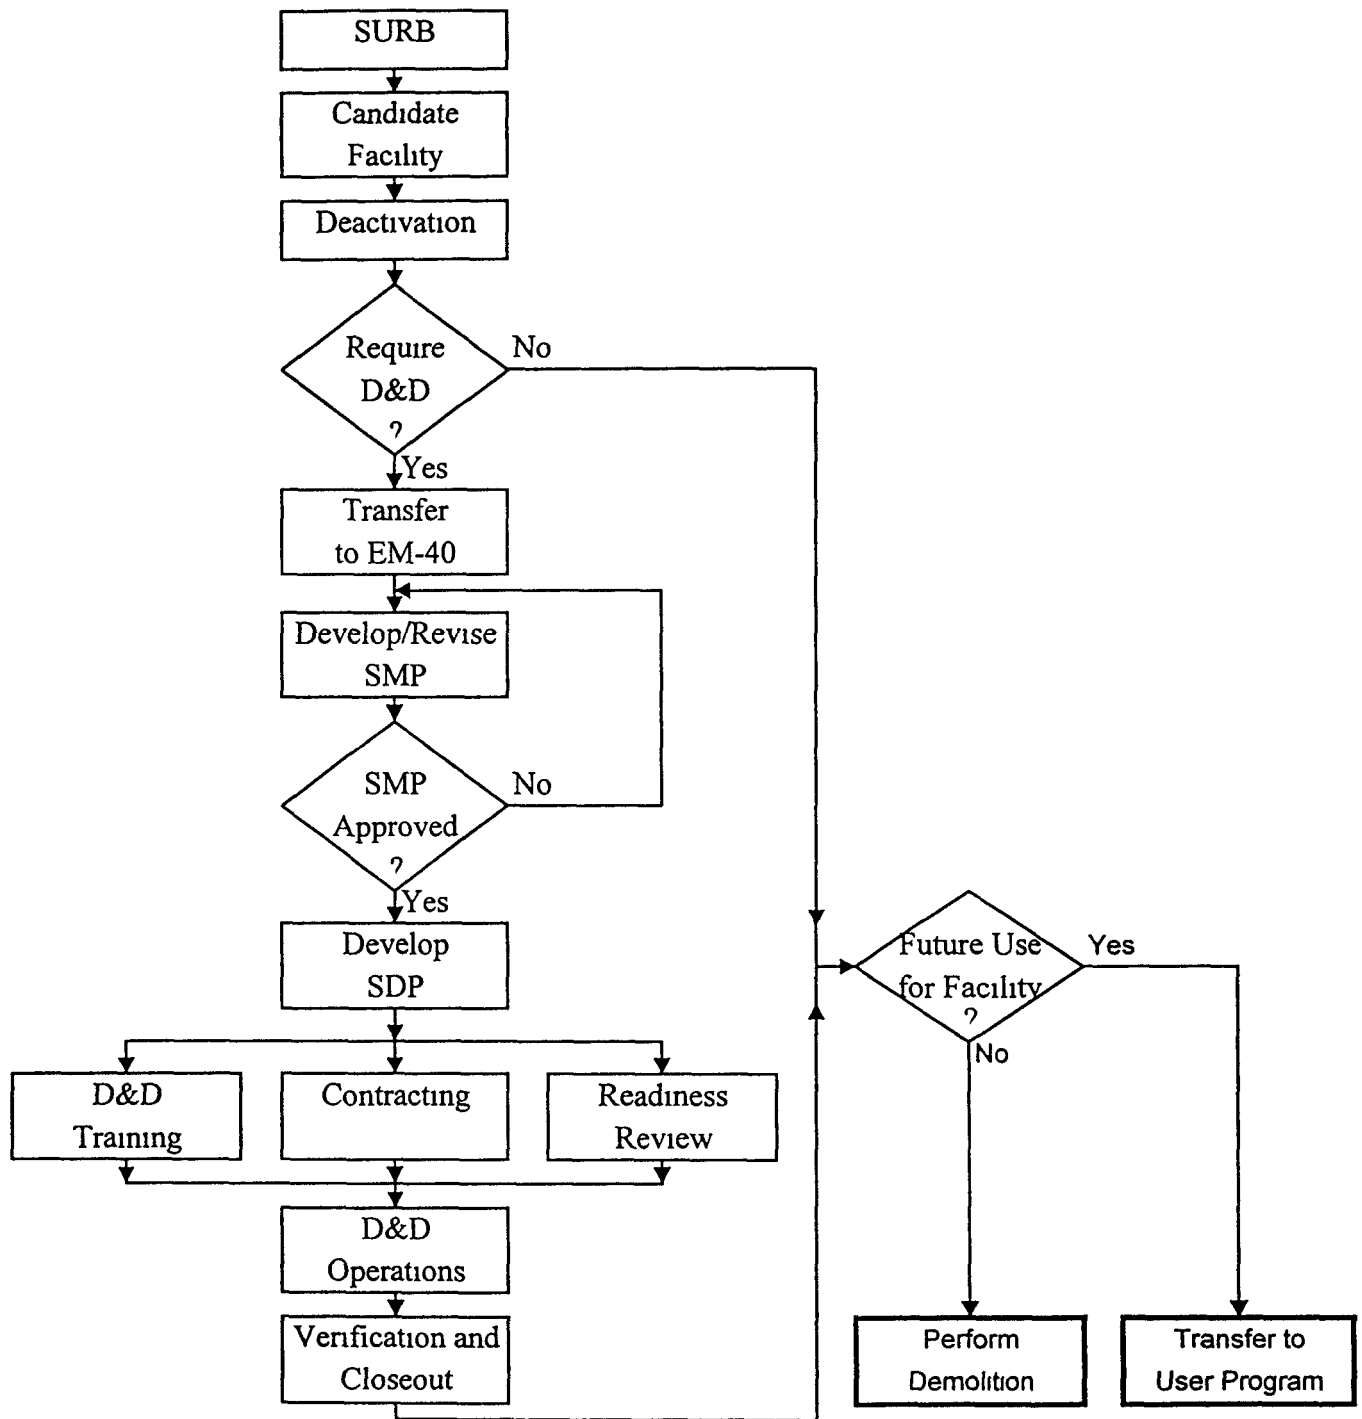 SURB
Candidate
Facility
Deactivation
Require
D&D
?
No
Yes
Transfer
to EM-40
Develop/Revise
SMP
SMP
Approved
?
No
Yes
Develop
SDP
D&D
Training
Contracting
Readiness
Review
D&D
Operations
Verification and
Closeout
Future Use
for Facility
?
Yes
No
Perform
Demolition
Transfer to
User Program